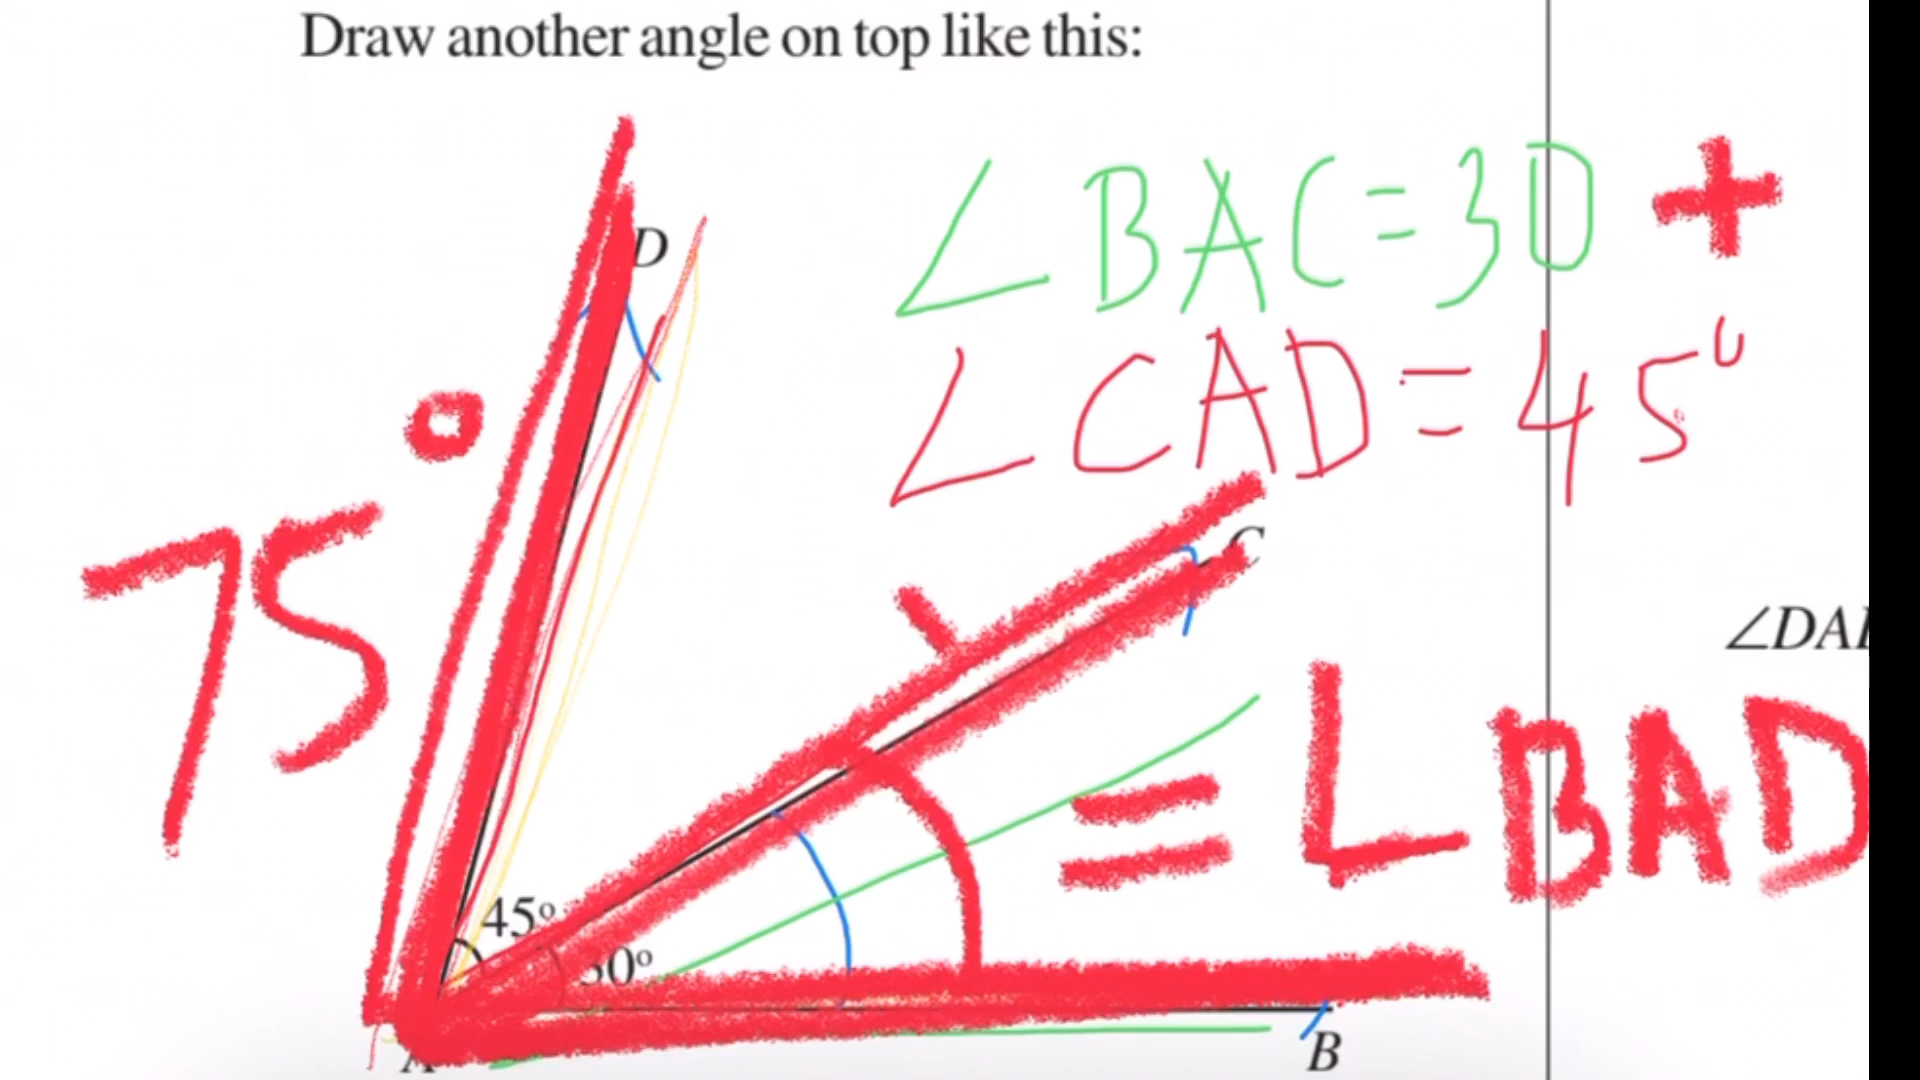 Draw another angle on top like this:
∠BAC=30 +
D
∠CAD=45°
75°
C
∠DA
=∠BAD
45°
30°
A
B